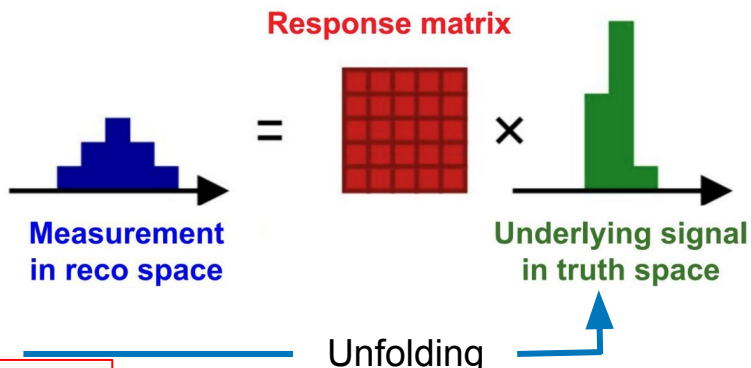 Response matrix
=
×
Measurement
in reco space
Underlying signal
in truth space
Unfolding